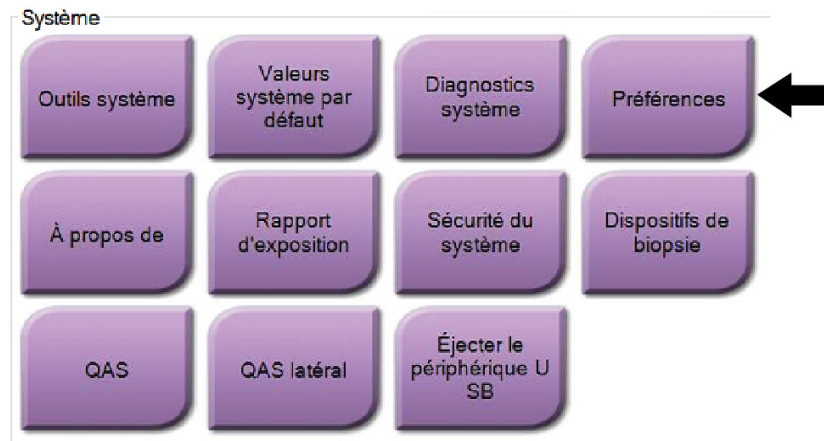 Système
Outils système
Valeurs
système par
défaut
Diagnostics
système
Préférences
À propos de
Rapport
d'exposition
Sécurité du
système
Dispositifs de
biopsie
QAS
QAS latéral
Éjecter le
périphérique U
SB